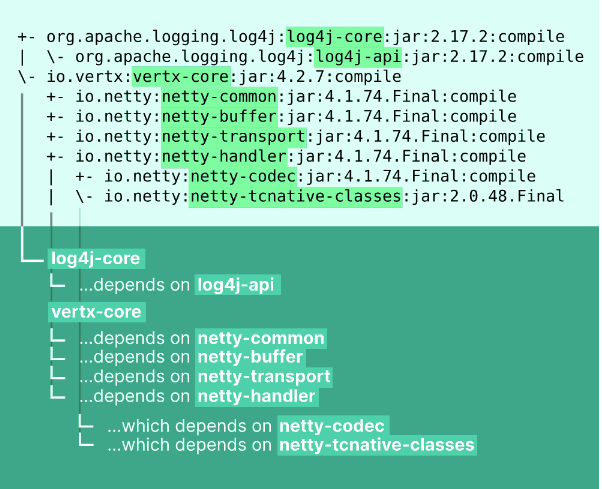 +- org.apache.logging.log4j:log4j-core:jar:2.17.2:compile
|  \- org.apache.logging.log4j:log4j-api:jar:2.17.2:compile
\- io.vertx:vertx-core:jar:4.2.7:compile
   +- io.netty:netty-common:jar:4.1.74.Final:compile
   +- io.netty:netty-buffer:jar:4.1.74.Final:compile
   +- io.netty:netty-transport:jar:4.1.74.Final:compile
   +- io.netty:netty-handler:jar:4.1.74.Final:compile
   |  +- io.netty:netty-codec:jar:4.1.74.Final:compile
   |  \- io.netty:netty-tcnative-classes:jar:2.0.48.Final
log4j-core
...depends on log4j-api
vertx-core
...depends on netty-common
...depends on netty-buffer
...depends on netty-transport
...depends on netty-handler
...which depends on netty-codec
...which depends on netty-tcnative-classes